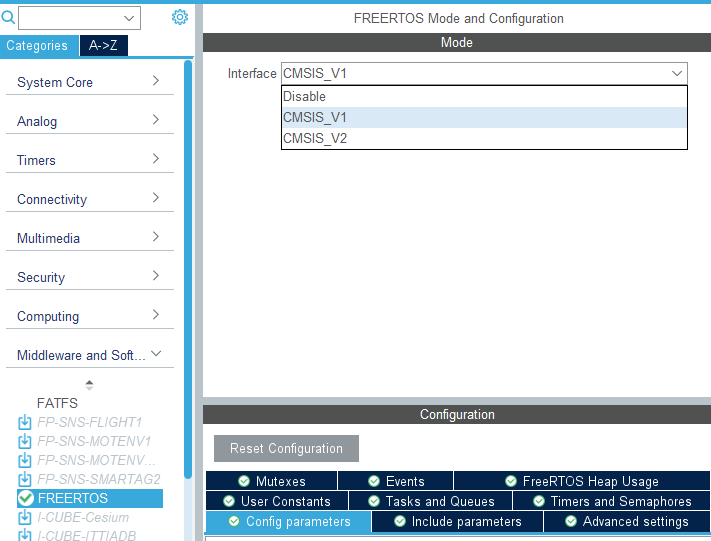 FREERTOS Mode and Configuration
Categories
A->Z
Mode
System Core
Analog
Timers
Connectivity
Multimedia
Security
Computing
Middleware and Soft...
FATFS
FP-SNS-FLIGHT1
FP-SNS-MOTENV1
FP-SNS-MOTENV...
FP-SNS-SMARTAG2
FREERTOS
I-CUBE-Cesium
I-CUBE-ITTIADB
Interface CMSIS_V1
Disable
CMSIS_V1
CMSIS_V2
Configuration
Reset Configuration
Mutexes
Events
FreeRTOS Heap Usage
User Constants
Tasks and Queues
Timers and Semaphores
Config parameters
Include parameters
Advanced settings